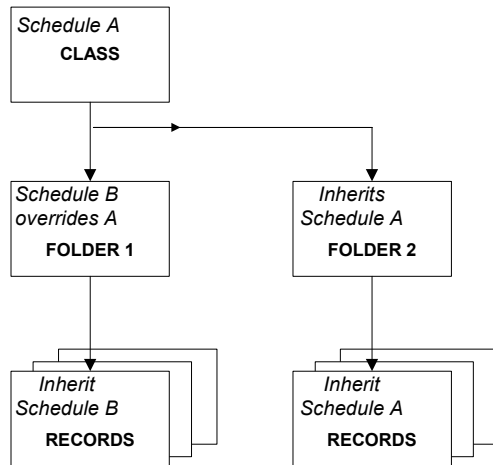 Schedule A
CLASS
Schedule B
overrides A
FOLDER 1
Inherits
Schedule A
FOLDER 2
Inherit
Schedule B
RECORDS
Inherit
Schedule A
RECORDS